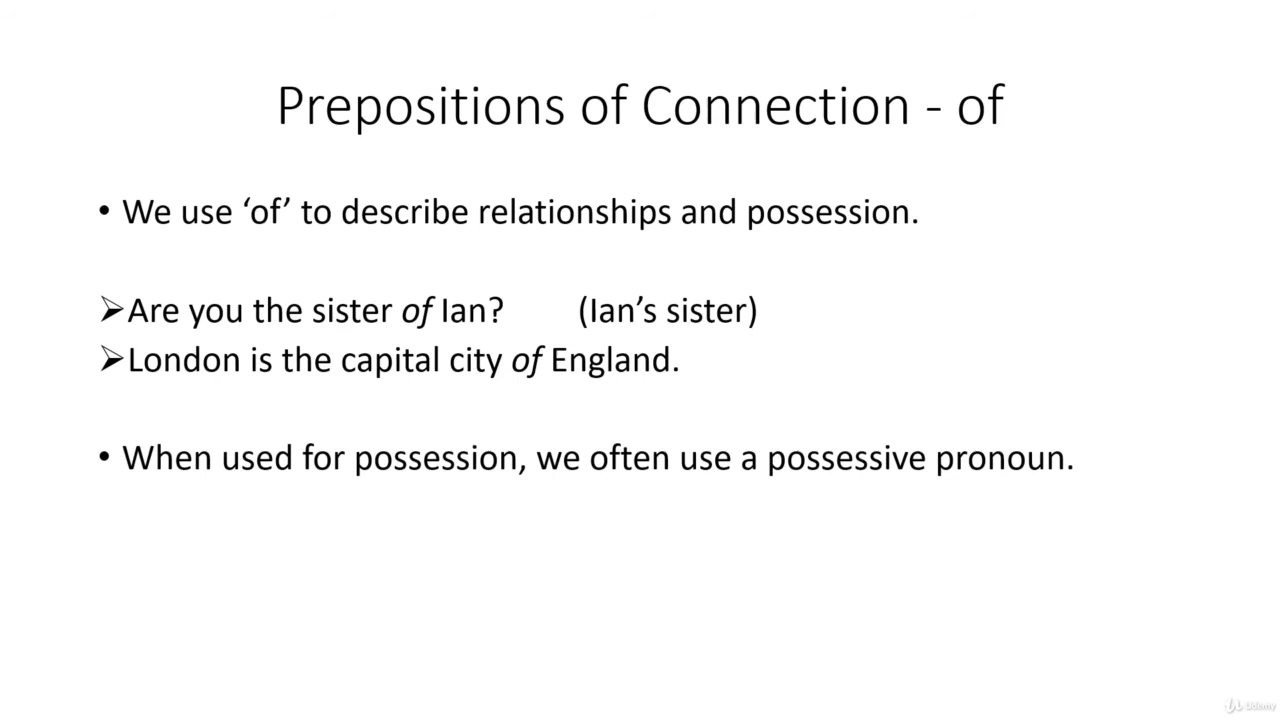 Prepositions of Connection - of
• We use ‘of’ to describe relationships and possession.
➢Are you the sister of Ian? (Ian’s sister)
➢London is the capital city of England.
• When used for possession, we often use a possessive pronoun.
Udemy